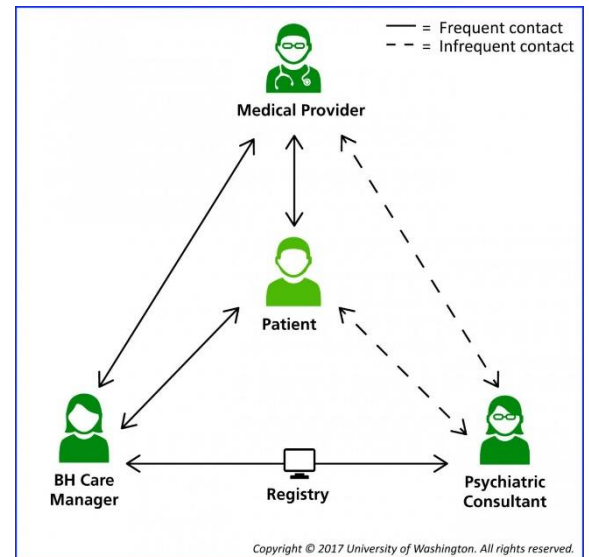 = Frequent contact
= Infrequent contact
Medical Provider
Patient
BH Care
Manager
Registry
Psychiatric
Consultant
Copyright © 2017 University of Washington. All rights reserved.